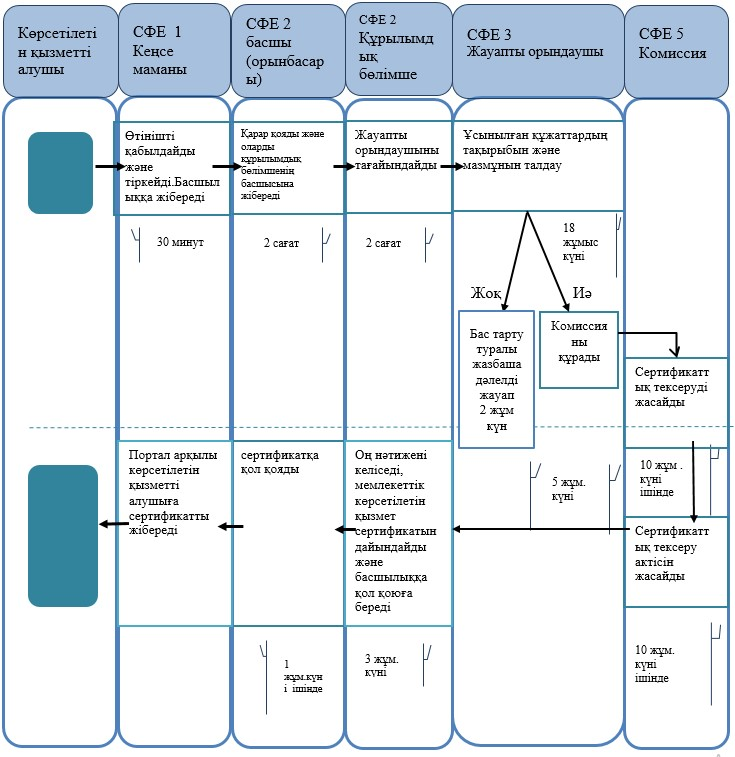 Көрсетілеті
н қызметті
алушы
СФЕ 1
Кеңсе
маманы
СФЕ 2
басшы
(орынбасар
ы)
СФЕ 2
Құрылымд
ық
бөлімше
СФЕ 3
Жауапты орындаушы
СФЕ 5
Комиссия
Өтінішті
қабылдайды
және
тіркейді.Басшыл
ыққа жібереді
Қарар қояды және
оларды
құрылымдық
бөлімшенің
басшысына
жібереді
Жауапты
орындаушыны
тағайындайды
Ұсынылған құжаттардың
тақырыбын және
мазмұнын талдау
30 минут
2 сағат
2 сағат
18
жұмыс
күні
Жоқ
Иә
Бас тарту
туралы
жазбаша
дәлелді
жауап
2 жұм
күн
Комиссия
ны
құрады
Сертификатт
ық тексеруді
жасайды
Портал арқылы
көрсетілетін
қызметті
алушыға
сертификатты
жібереді
сертификатқа
қол қояды
Оң нәтижені
келіседі,
мемлекеттік
көрсетілетін
қызмет
сертификатын
дайындайды
және
басшылыққа
қол қоюға
береді
5 жұм.
күні
10 жұм .
күні
ішінде
Сертификатт
ық тексеру
актісін
жасайды
1
жұм.күн
і ішінде
3 жұм.
күні
10 жұм.
күні
ішінде